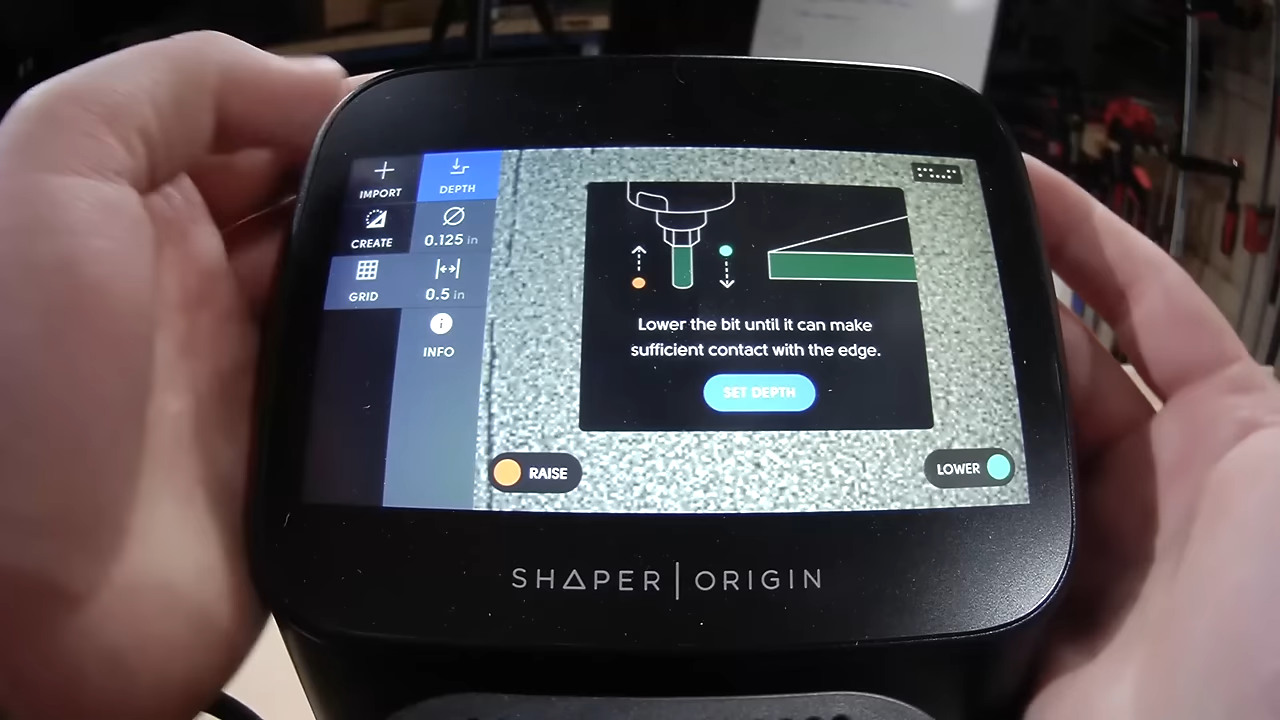 IMPORT
DEPTH
CREATE
0.125 in
GRID
0.5 in
INFO
Lower the bit until it can make
sufficient contact with the edge.
SET DEPTH
RAISE
LOWER
SHAPER | ORIGIN